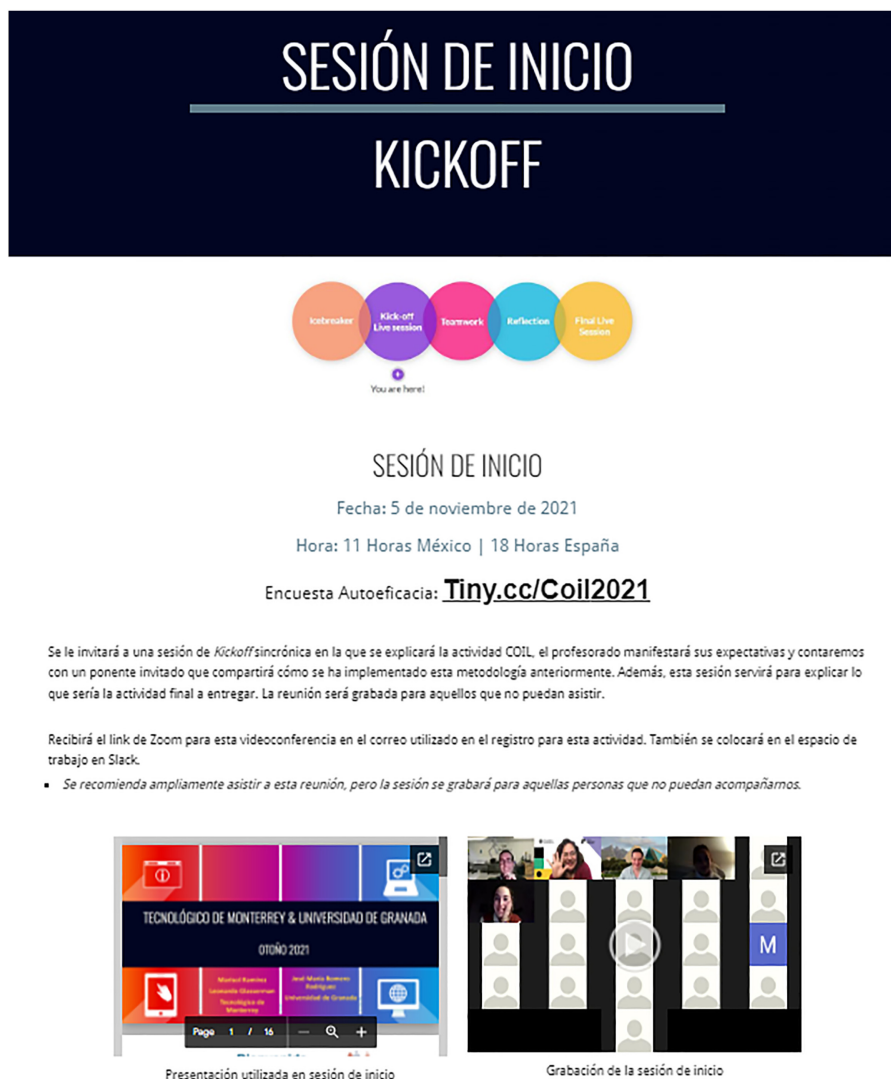 SESIÓN DE INICIO
KICKOFF
Icebreaker
Kick-off
Live session
Teamwork
Reflection
Final Live
Session
You are here!
SESIÓN DE INICIO
Fecha: 5 de noviembre de 2021
Hora: 11 Horas México | 18 Horas España
Encuesta Autoeficacia: Tiny.cc/Coil2021
Se le invitará a una sesión de Kickoff sincrónica en la que se explicará la actividad COIL, el profesorado manifestará sus expectativas y contaremos
con un ponente invitado que compartirá cómo se ha implementado esta metodología anteriormente. Además, esta sesión servirá para explicar lo
que sería la actividad final a entregar. La reunión será grabada para aquellos que no puedan asistir.
Recibirá el link de Zoom para esta videoconferencia en el correo utilizado en el registro para esta actividad. También se colocará en el espacio de
trabajo en Slack.
▪ Se recomienda ampliamente asistir a esta reunión, pero la sesión se grabará para aquellas personas que no puedan acompañarnos.
TECNOLÓGICO DE MONTERREY & UNIVERSIDAD DE GRANADA
OTOÑO 2021
Marisol Ramírez
Leonardo Glasserman
Tecnológico de
Monterrey
José María Romero
Rodríguez
Universidad de Granada
Page 1 / 16
M
Presentación utilizada en sesión de inicio
Grabación de la sesión de inicio